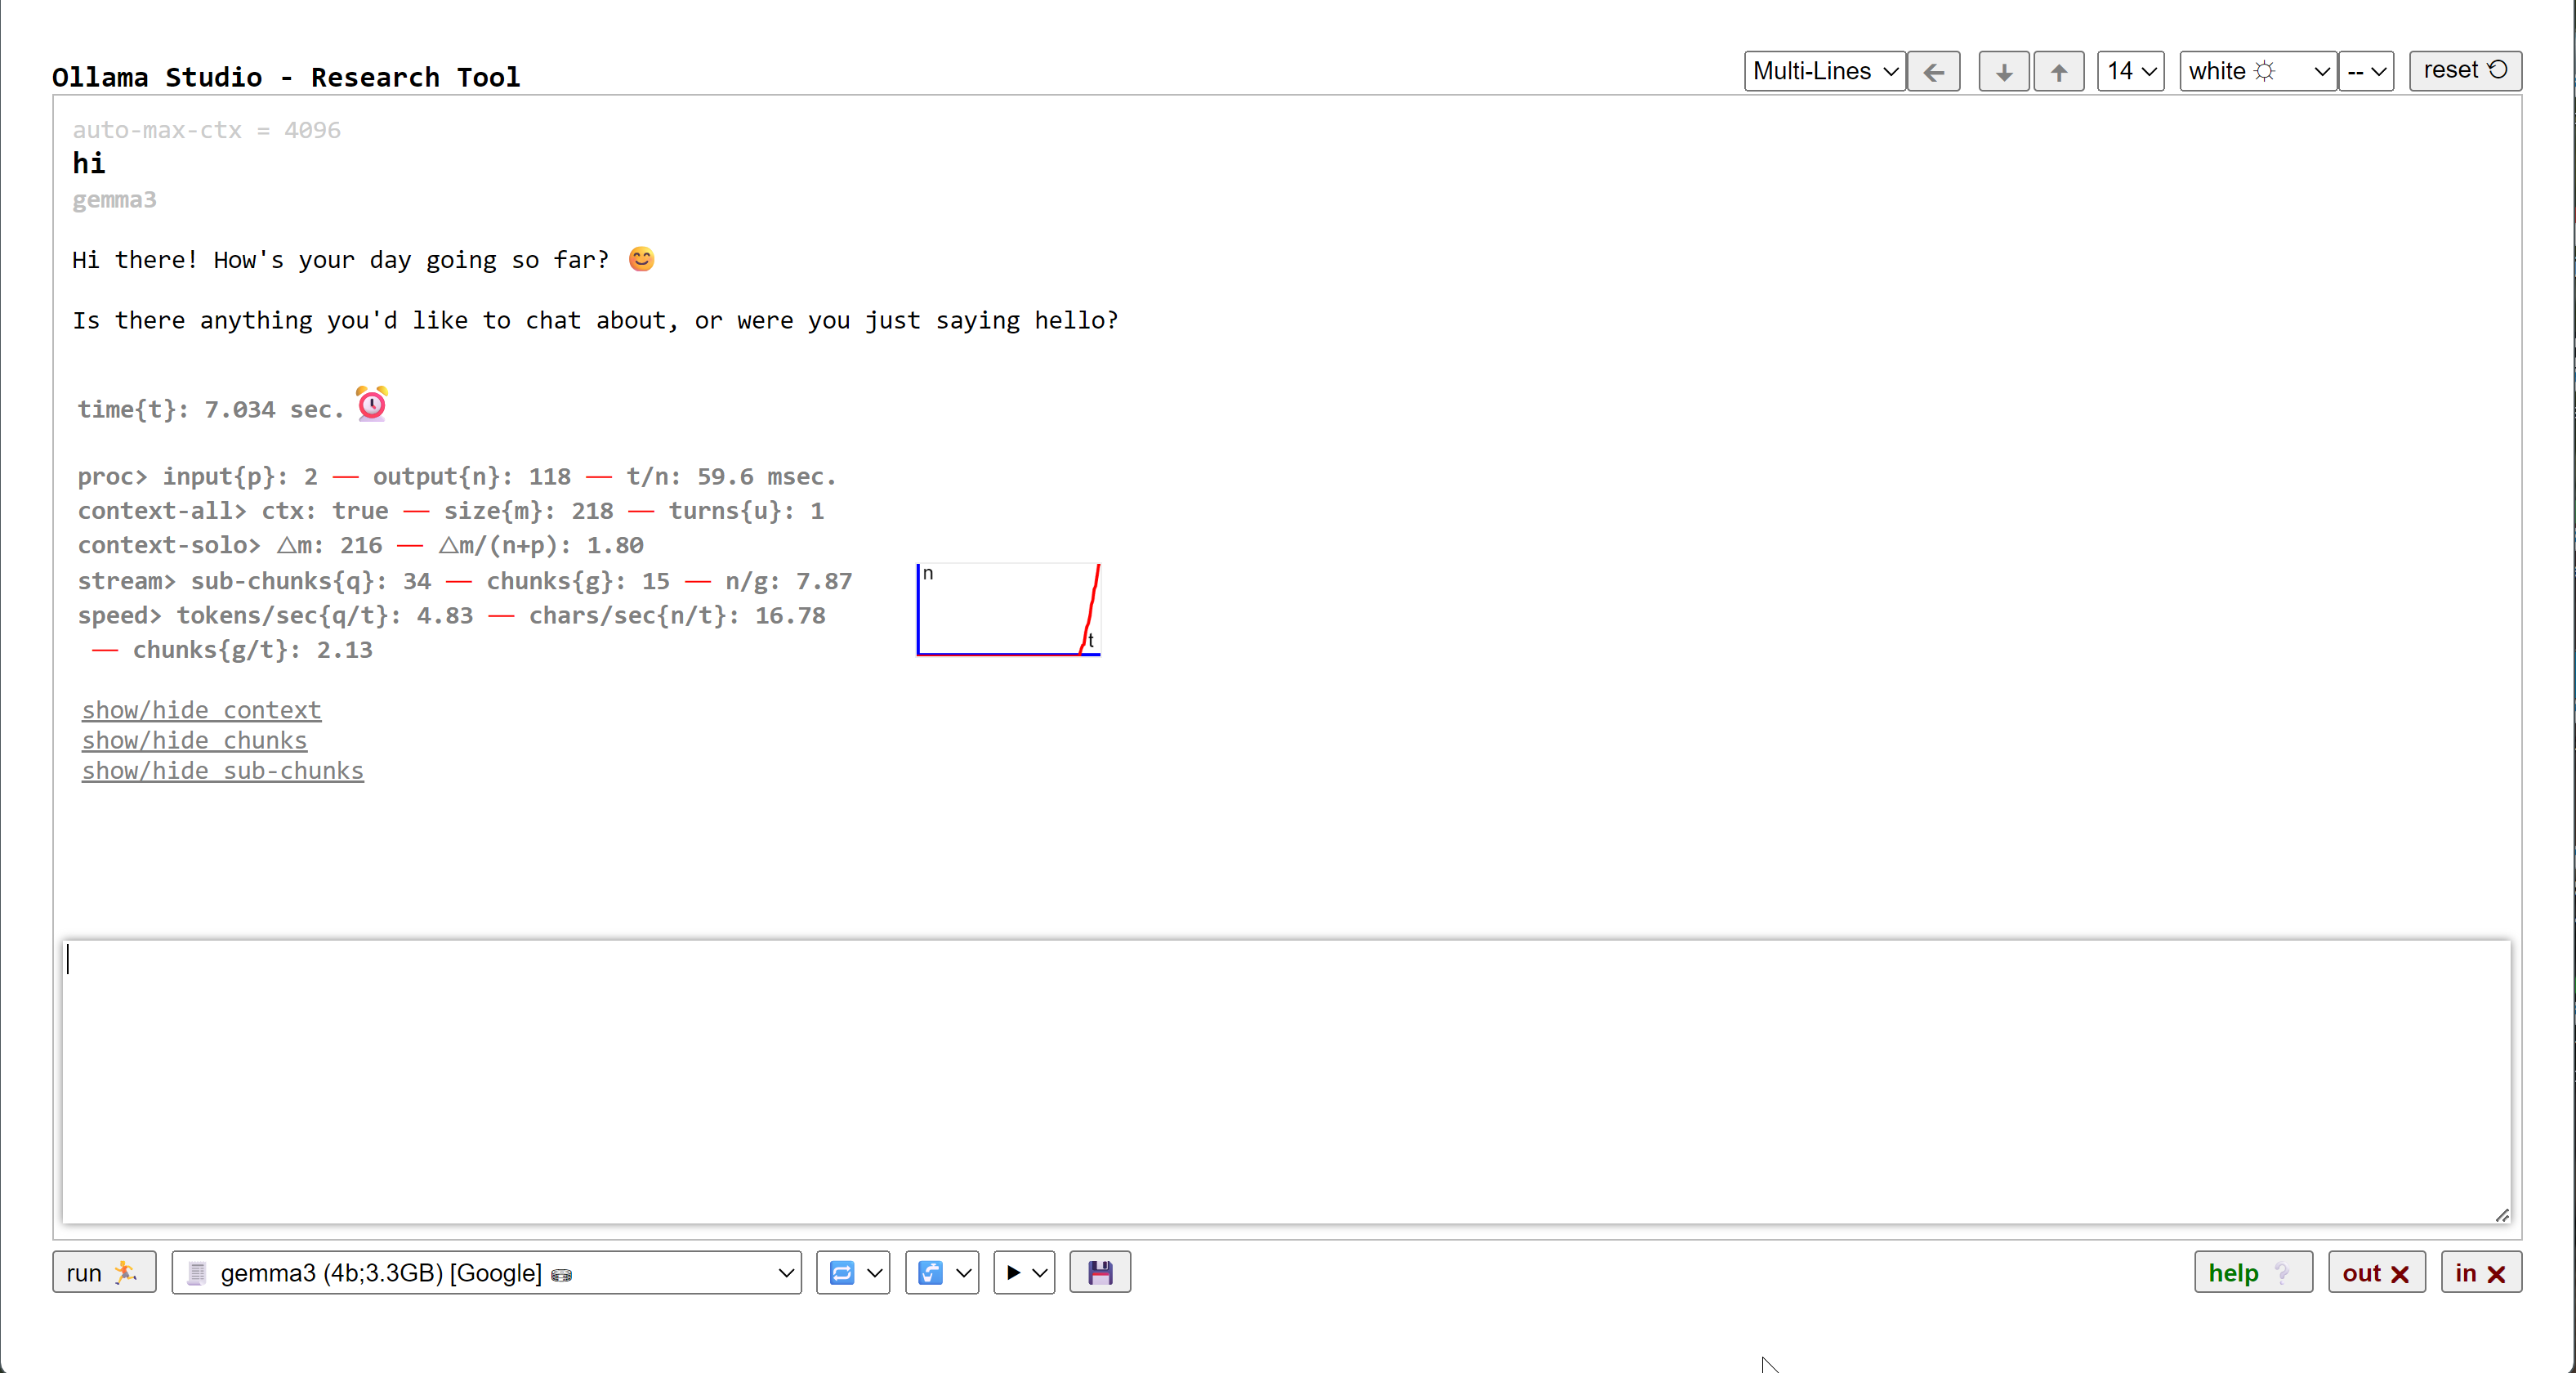 Ollama Studio - Research Tool
Multi-Lines
14
white
--
reset
auto-max-ctx = 4096
hi
gemma3
Hi there! How's your day going so far? 😊
Is there anything you'd like to chat about, or were you just saying hello?
time{t}: 7.034 sec.
proc> input{p}: 2 — output{n}: 118 — t/n: 59.6 msec.
context-all> ctx: true — size{m}: 218 — turns{u}: 1
context-solo> △m: 216 — △m/(n+p): 1.80
stream> sub-chunks{q}: 34 — chunks{g}: 15 — n/g: 7.87
speed> tokens/sec{q/t}: 4.83 — chars/sec{n/t}: 16.78
— chunks{g/t}: 2.13
n
t
show/hide context
show/hide chunks
show/hide sub-chunks
run
gemma3 (4b;3.3GB) [Google]
help ?
out ×
in ×